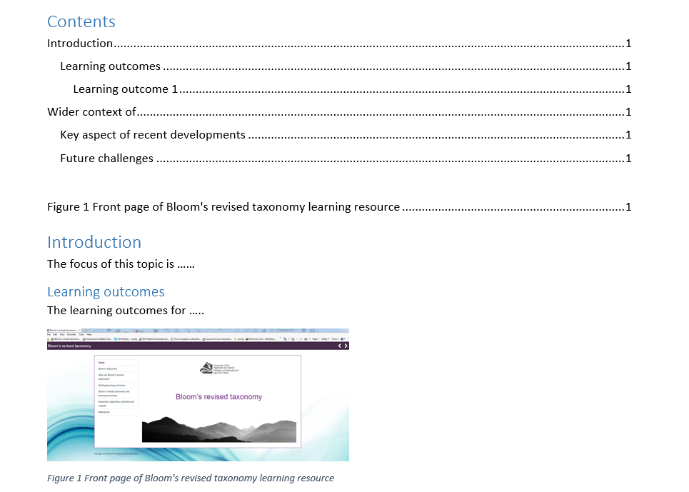 Contents
Introduction.....1
Learning outcomes.....1
Learning outcome 1.....1
Wider context of.....1
Key aspect of recent developments.....1
Future challenges.....1
Figure 1 Front page of Bloom's revised taxonomy learning resource.....1
Introduction
The focus of this topic is ……
Learning outcomes
The learning outcomes for …..
Bloom's revised taxonomy
Bloom's revised taxonomy
Figure 1 Front page of Bloom's revised taxonomy learning resource